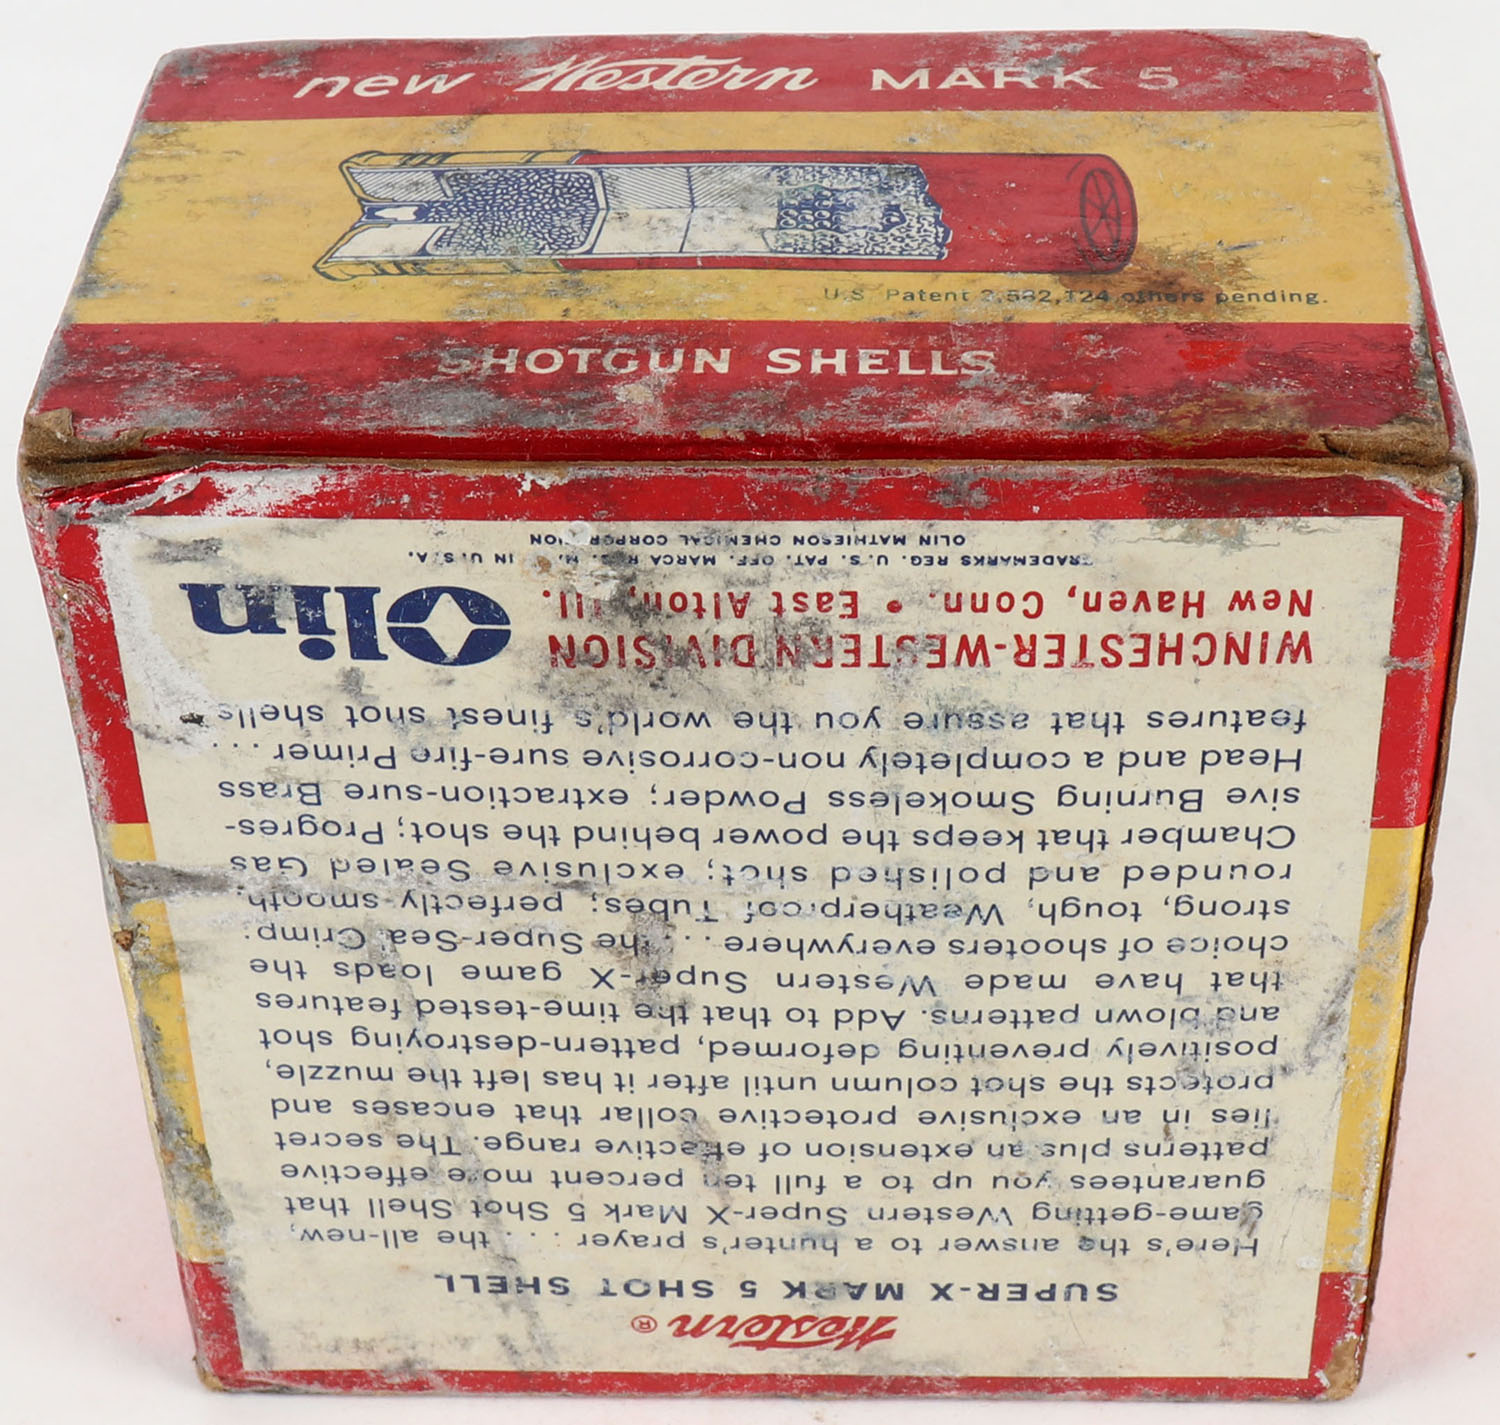 new Western MARK 5
U.S. Patent 2,582,124 others pending.
SHOTGUN SHELLS
Western®
SUPER-X MARK 5 SHOT SHELL
Here's the answer to a hunter's prayer . . . the all-new,
game-getting Western Super-X Mark 5 Shot Shell that
guarantees you up to a full ten percent more effective
patterns plus an extension of effective range. The secret
lies in an exclusive protective collar that encases and
protects the shot column until after it has left the muzzle,
positively preventing deformed, pattern-destroying shot
and blown patterns. Add to that the time-tested features
that have made Western Super-X game loads the
choice of shooters everywhere . . . the Super-Seal Crimp;
strong, tough, Weatherproof Tubes; perfectly-smooth,
rounded and polished shot; exclusive Sealed Gas
Chamber that keeps the power behind the shot; Progres-
sive Burning Smokeless Powder; extraction-sure Brass
Head and a completely non-corrosive sure-fire Primer . . .
features that assure you the world's finest shot shells
WINCHESTER-WESTERN DIVISION
New Haven, Conn. • East Alton, Ill.
Olin
TRADEMARKS REG. U. S. PAT. OFF. MARCA M. IN U.S.A.
OLIN MATHIESON CHEMICAL CORPORATION